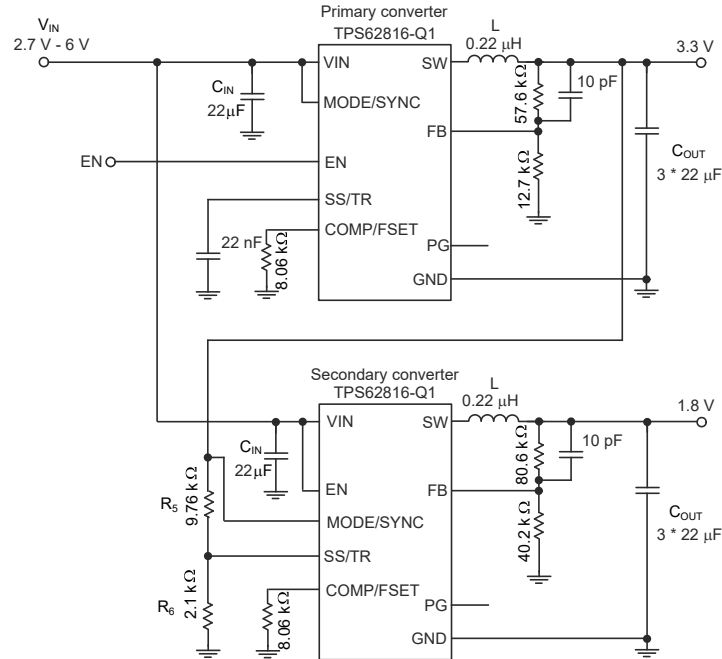 Primary converter
TPS62816-Q1
V_IN
2.7 V - 6 V
L
0.22 μH
3.3 V
VIN
SW
C_IN
22μF
MODE/SYNC
57.6 kΩ
10 pF
FB
EN
EN
12.7 kΩ
C_OUT
3 * 22 μF
SS/TR
COMP/FSET
22 nF
8.06 kΩ
PG
GND
Secondary converter
TPS62816-Q1
L
0.22 μH
1.8 V
VIN
SW
C_IN
22μF
80.6 kΩ
10 pF
EN
FB
R_5
9.76 kΩ
MODE/SYNC
40.2 kΩ
C_OUT
3 * 22 μF
SS/TR
R_6
2.1 kΩ
COMP/FSET
8.06 kΩ
PG
GND